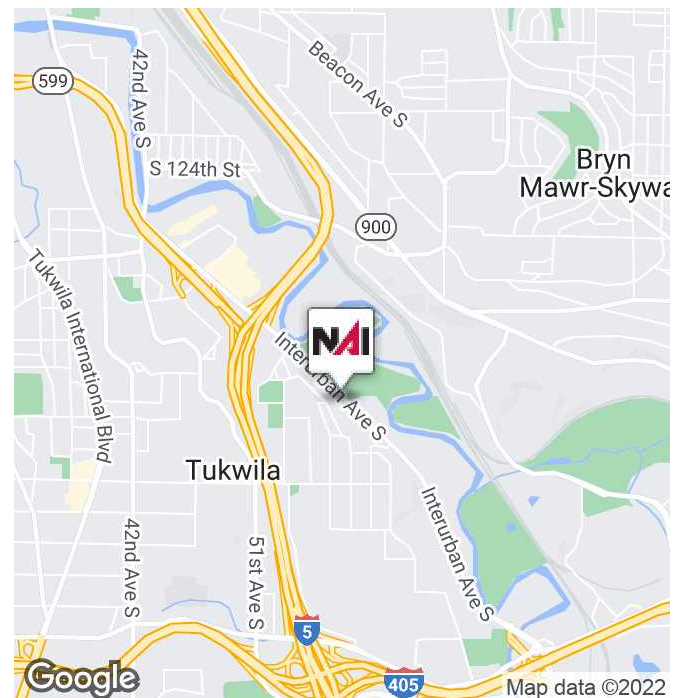 42nd Ave S
Beacon Ave S
599
S 124th St
Bryn
Mawr-Skywa
900
Tukwila International Blvd
NAI
Interurban Ave S
Tukwila
42nd Ave S
51st Ave S
Interurban Ave S
5
405
Google
Map data ©2022